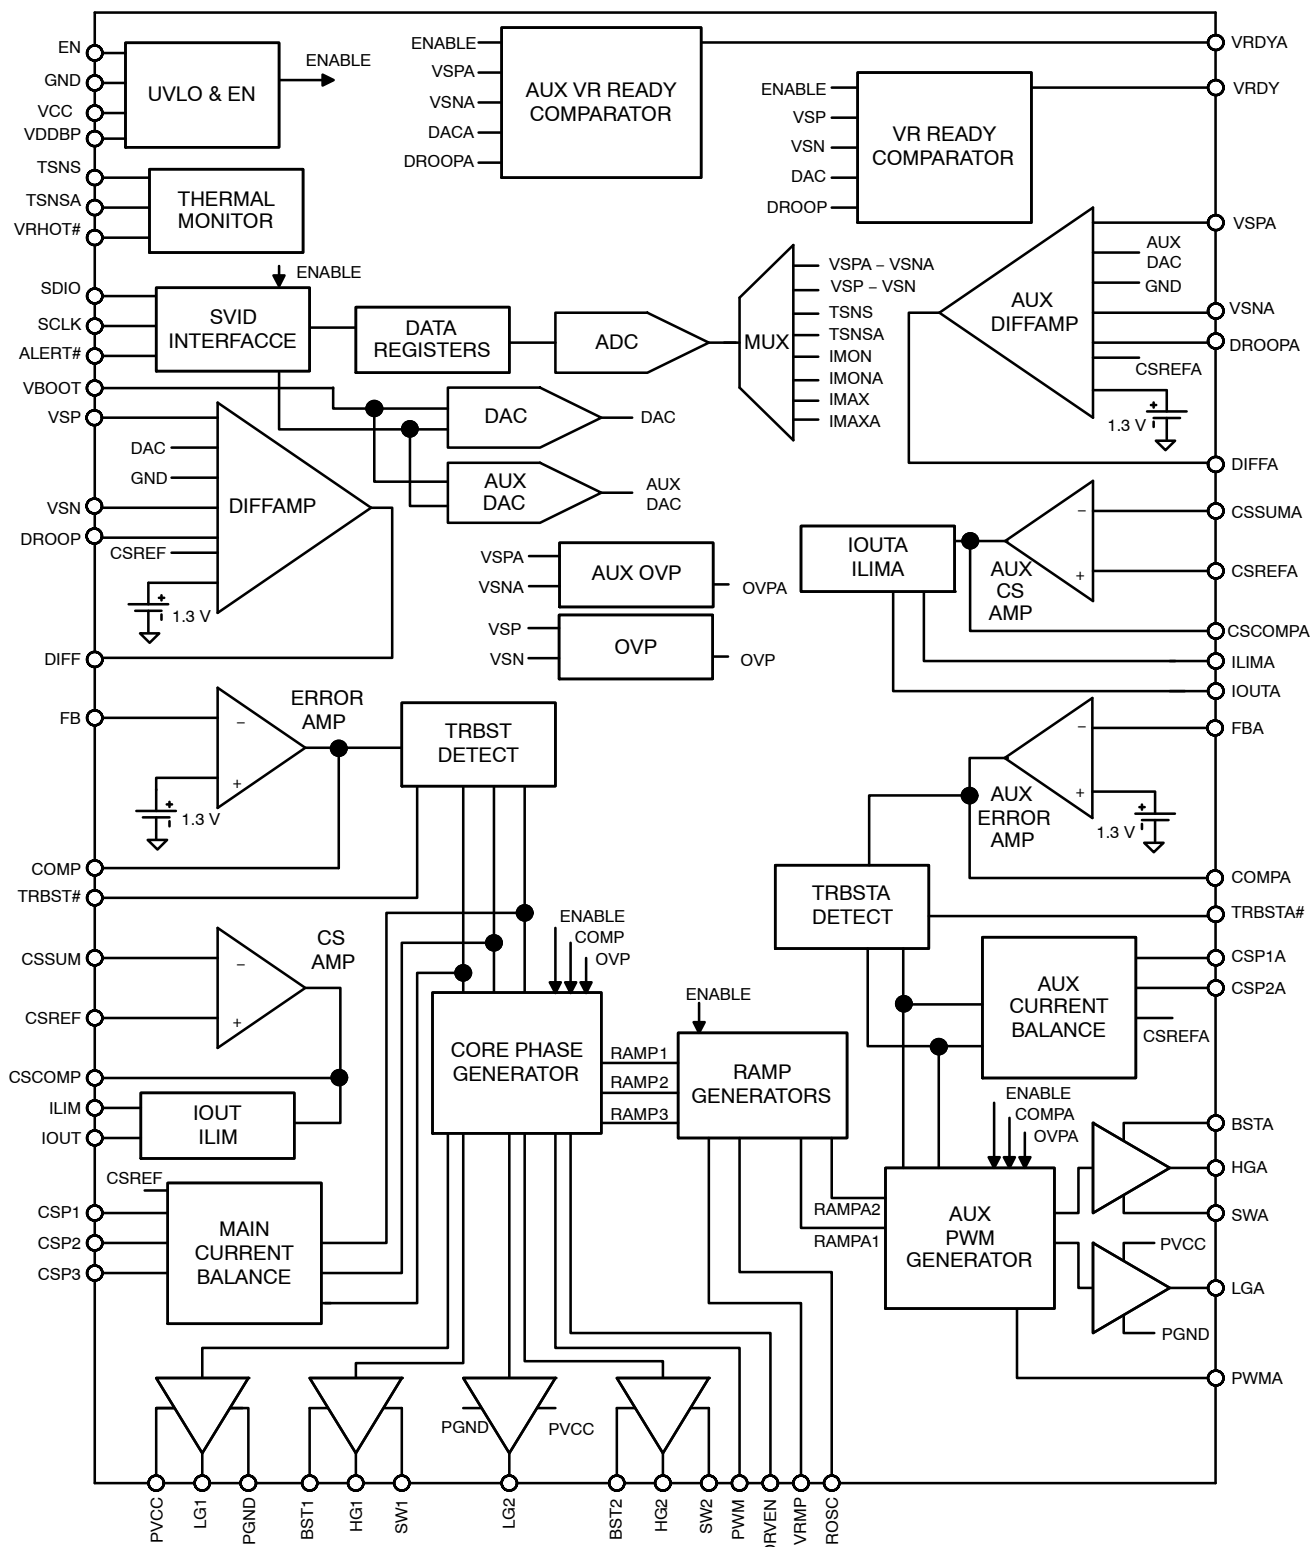 EN
GND
VCC
VDDBP
UVLO & EN
ENABLE
TSNS
TSNSA
VRHOT#
THERMAL
MONITOR
ENABLE
VSPA
VSNA
DACA
DROOPA
AUX VR READY
COMPARATOR
VRDYA
ENABLE
VSP
VSN
DAC
DROOP
VR READY
COMPARATOR
VRDY
SDIO
SCLK
ALERT#
ENABLE
SVID
INTERFACCE
DATA
REGISTERS
ADC
MUX
VSPA – VSNA
VSP – VSN
TSNS
TSNSA
IMON
IMONA
IMAX
IMAXA
AUX
DIFFAMP
AUX
DAC
GND
CSREFA
1.3 V
VSPA
VSNA
DROOPA
DIFFA
VBOOT
VSP
DAC
GND
VSN
DROOP
CSREF
1.3 V
DIFFAMP
DIFF
DAC
DAC
AUX
DAC
AUX
DAC
VSPA
VSNA
AUX OVP
OVPA
VSP
VSN
OVP
OVP
IOUTA
ILIMA
AUX
CS
AMP
−
+
CSSUMA
CSREFA
CSCOMPA
ILIMA
IOUTA
FB
−
+
ERROR
AMP
1.3 V
COMP
TRBST#
TRBST
DETECT
−
+
AUX
ERROR
AMP
1.3 V
FBA
COMPA
TRBSTA#
TRBSTA
DETECT
CSSUM
CSREF
−
+
CS
AMP
CSCOMP
ILIM
IOUT
IOUT
ILIM
ENABLE
COMP
OVP
CORE PHASE
GENERATOR
RAMP1
RAMP2
RAMP3
ENABLE
RAMP
GENERATORS
AUX
CURRENT
BALANCE
CSP1A
CSP2A
CSREFA
ENABLE
COMPA
OVPA
RAMPA2
RAMPA1
AUX
PWM
GENERATOR
BSTA
HGA
SWA
PVCC
LGA
PGND
PWMA
CSREF
CSP1
CSP2
CSP3
MAIN
CURRENT
BALANCE
PGND
PVCC
PVCC
LG1
PGND
BST1
HG1
SW1
LG2
BST2
HG2
SW2
PWM
DRVEN
VRMP
ROSC